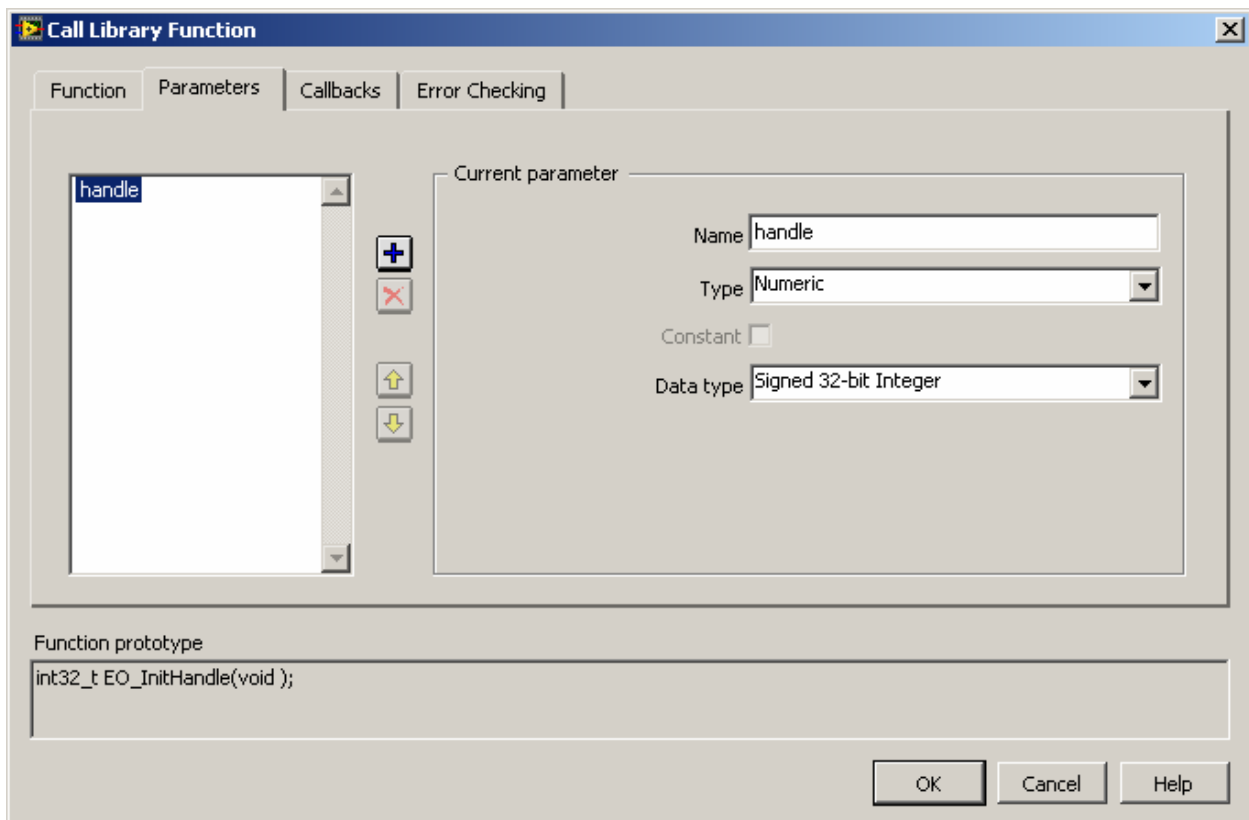 Call Library Function
Function Parameters Callbacks Error Checking
handle
Current parameter
Name handle
Type Numeric
Constant
Data type Signed 32-bit Integer
Function prototype
int32_t EO_InitHandle(void );
OK Cancel Help